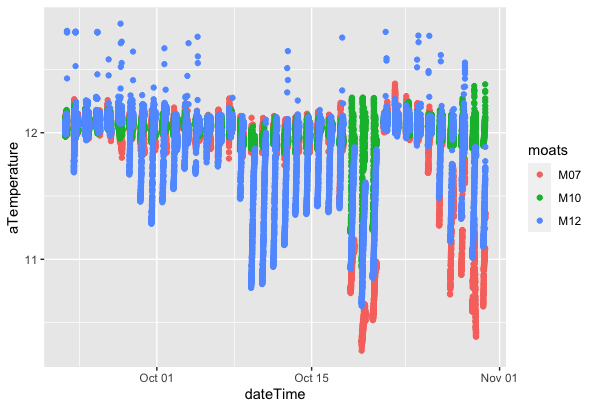 aTemperature
12
11
Oct 01
Oct 15
Nov 01
dateTime
moats
M07
M10
M12